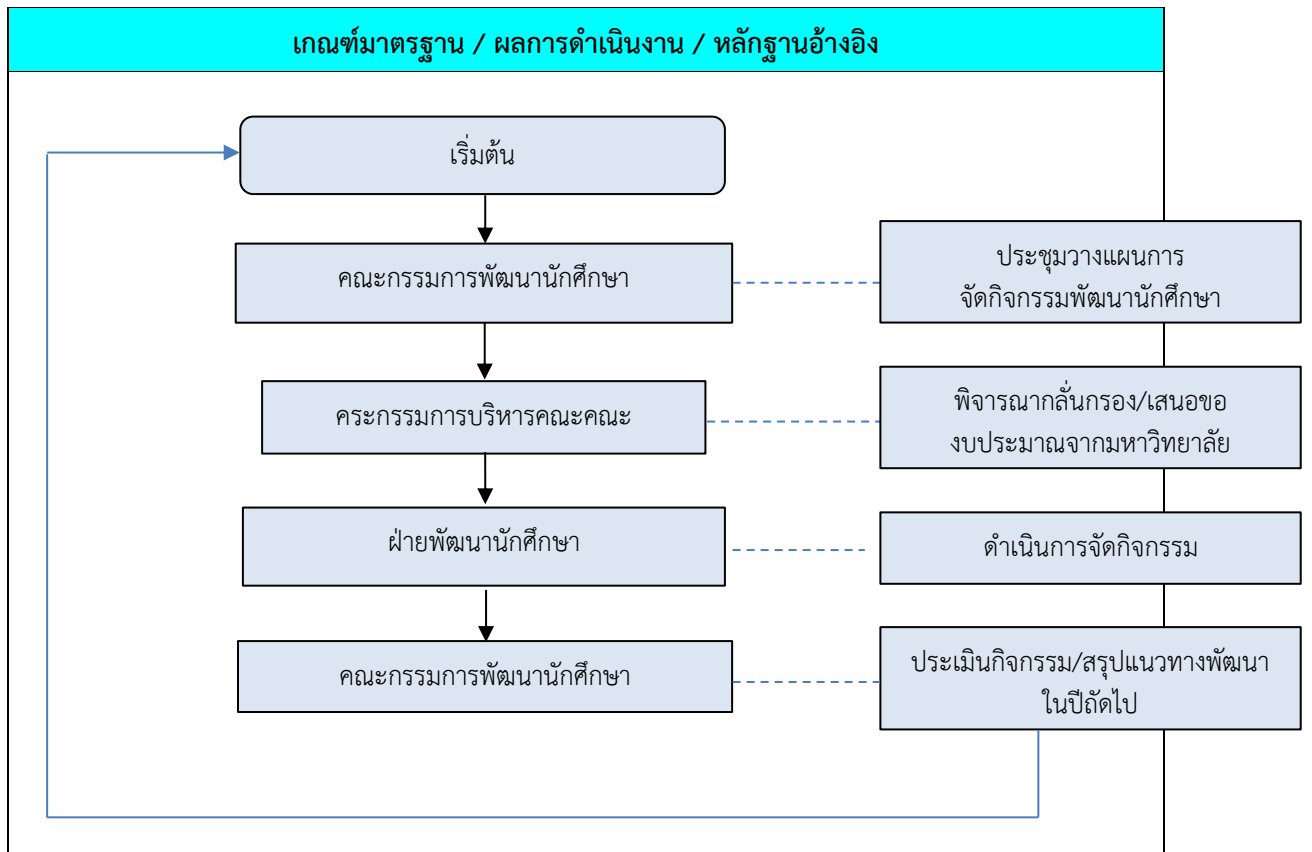 เกณฑ์มาตรฐาน / ผลการดำเนินงาน / หลักฐานอ้างอิง
เริ่มต้น
คณะกรรมการพัฒนานักศึกษา
ประชุมวางแผนการ
จัดกิจกรรมพัฒนานักศึกษา
คระกรรมการบริหารคณะคณะ
พิจารณากลั่นกรอง/เสนอขอ
งบประมาณจากมหาวิทยาลัย
ฝ่ายพัฒนานักศึกษา
ดำเนินการจัดกิจกรรม
คณะกรรมการพัฒนานักศึกษา
ประเมินกิจกรรม/สรุปแนวทางพัฒนา
ในปีถัดไป